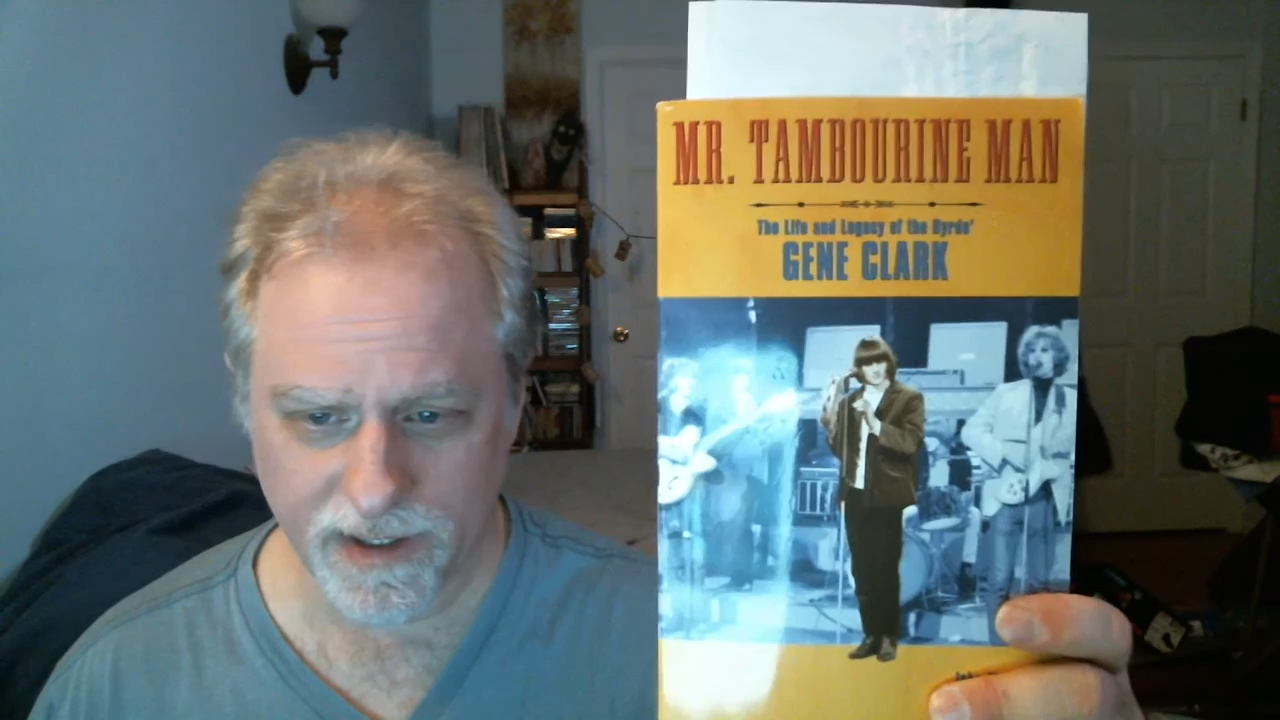 MR. TAMBOURINE MAN
The Life and Legacy of the Byrds'
GENE CLARK